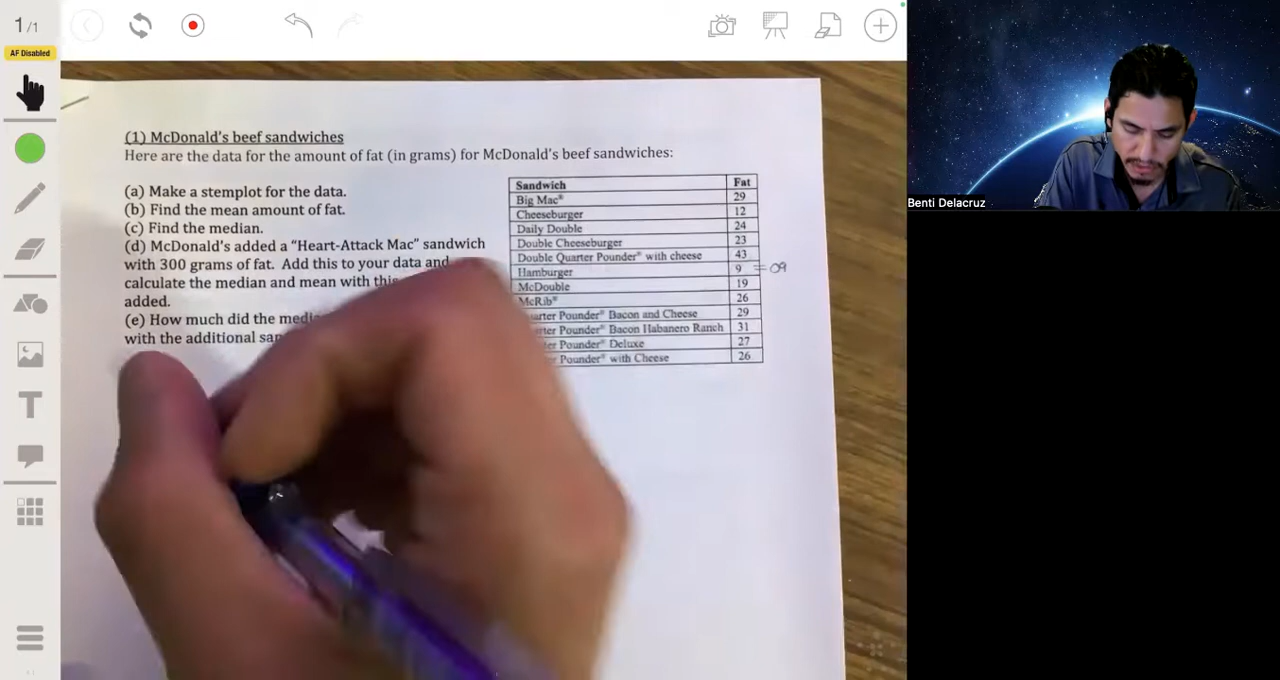 1/1
AF Disabled
T
(1) McDonald's beef sandwiches
Here are the data for the amount of fat (in grams) for McDonald's beef sandwiches:
(a) Make a stemplot for the data.
(b) Find the mean amount of fat.
(c) Find the median.
(d) McDonald's added a "Heart-Attack Mac" sandwich
with 300 grams of fat. Add this to your data and
calculate the median and mean with this
added.
(e) How much did the
with the additional
Sandwich Fat
Big Mac® 29
Cheeseburger 12
Daily Double 24
Double Cheeseburger 23
Double Quarter Pounder® with cheese 43
Hamburger 9 = 09
McDouble 19
McRib® 26
Pounder® Bacon and Cheese 29
Pounder® Bacon Habanero Ranch 31
Pounder® Deluxe 27
Pounder® with Cheese 26
Benti Delacruz